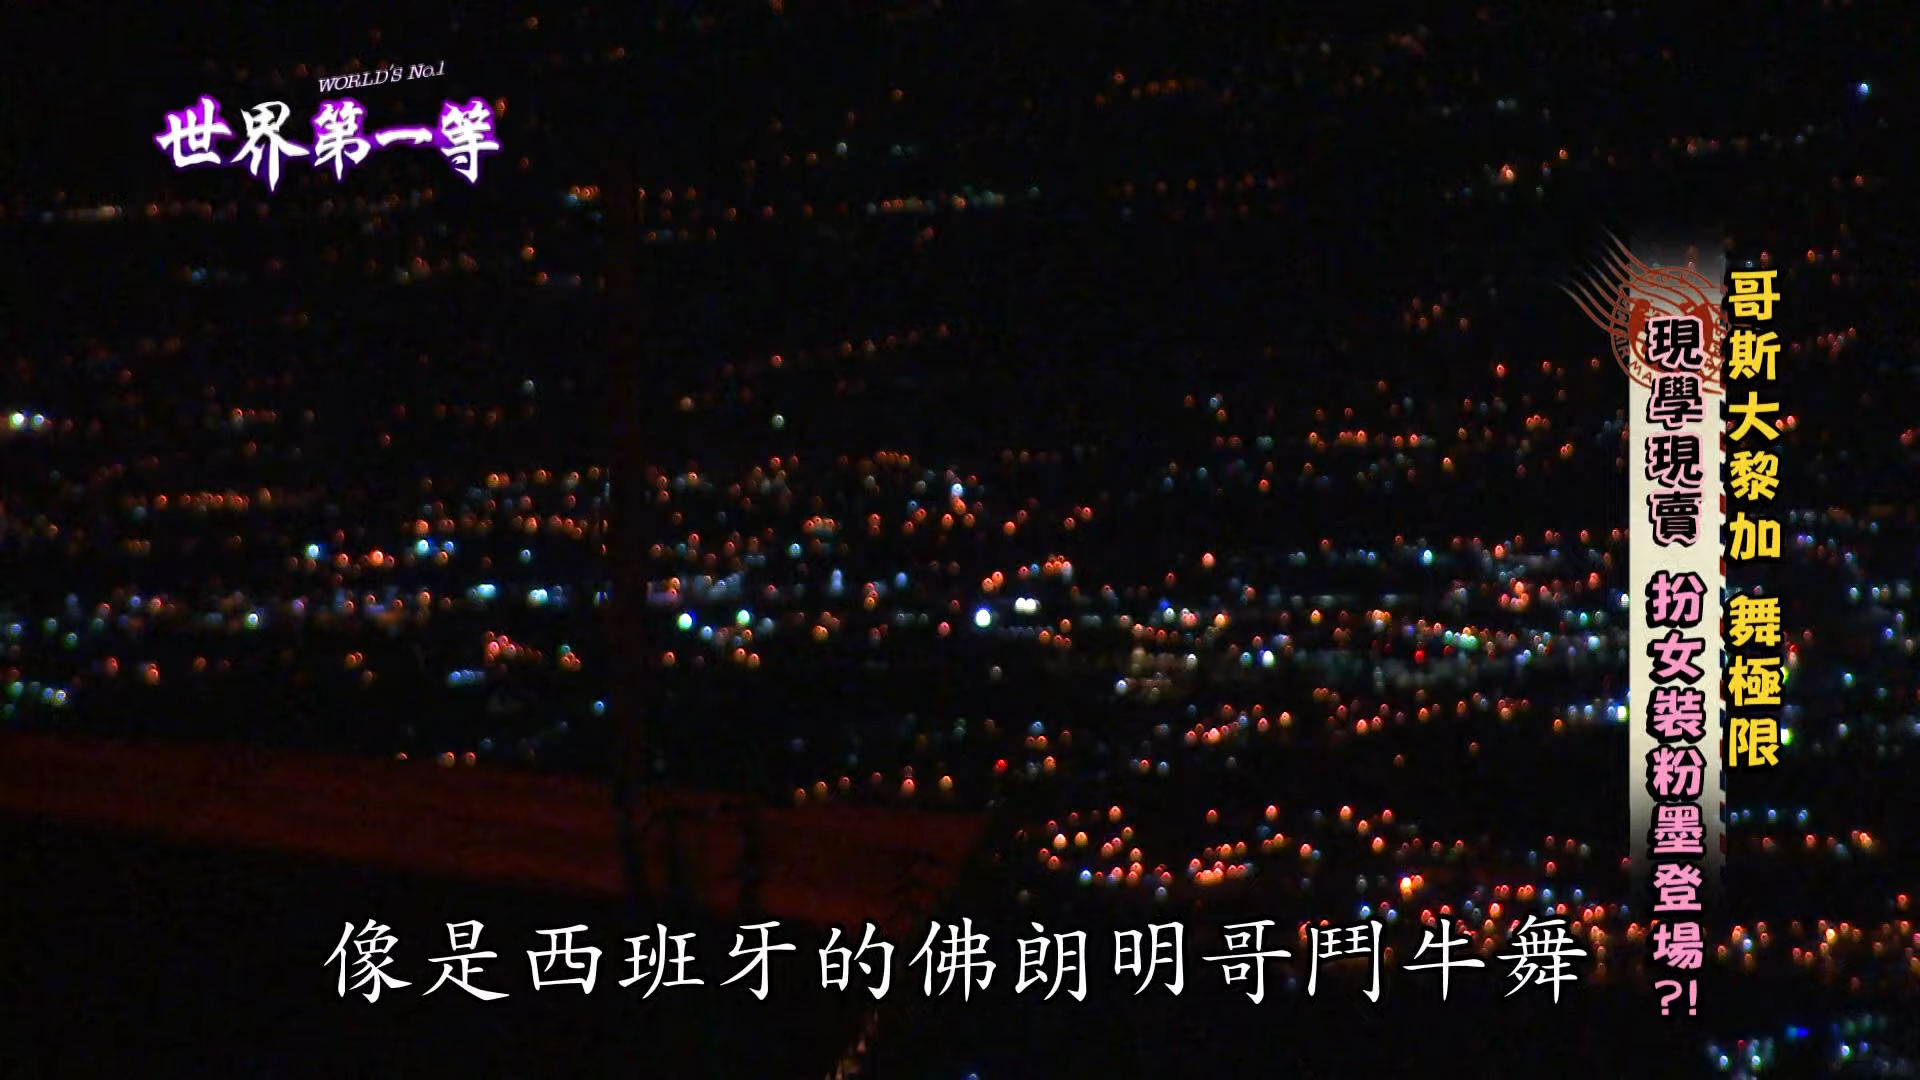 WORLD'S No.1
世界第一等
哥斯大黎加 舞極限
現學現賣 扮女裝粉墨登場?!
像是西班牙的佛朗明哥鬥牛舞